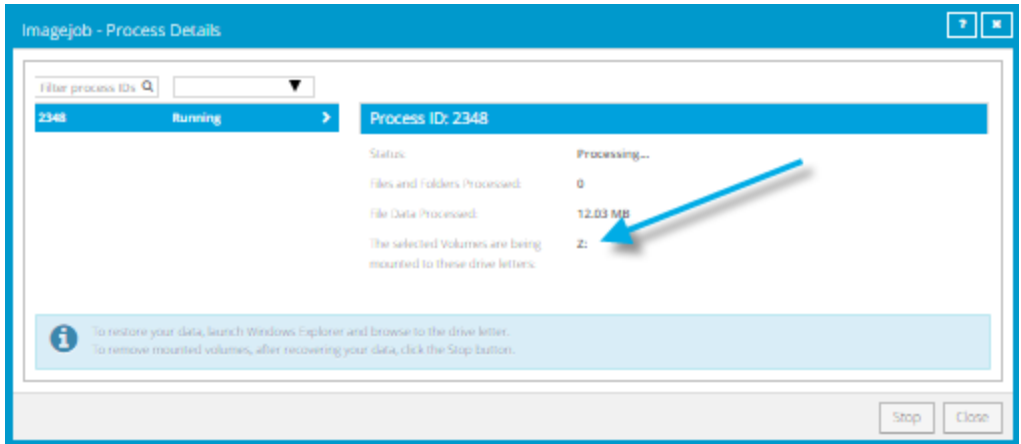 Imagejob - Process Details
? ×
Filter process IDs
2348 Running >
Process ID: 2348
Status: Processing...
Files and Folders Processed: 0
File Data Processed: 12.03 MB
The selected Volumes are being Z:
mounted to these drive letters:
To restore your data, launch Windows Explorer and browse to the drive letter.
To remove mounted volumes, after recovering your data, click the Stop button.
Stop Close